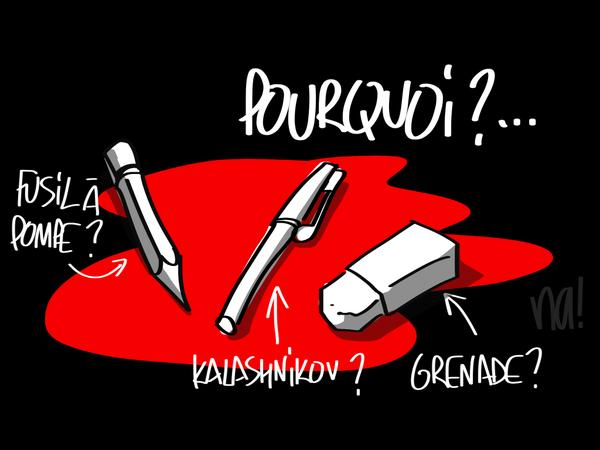 POURQUOI ?...
FUSIL À
POMPE ?
KALASHNIKOV ?
GRENADE ?
na!